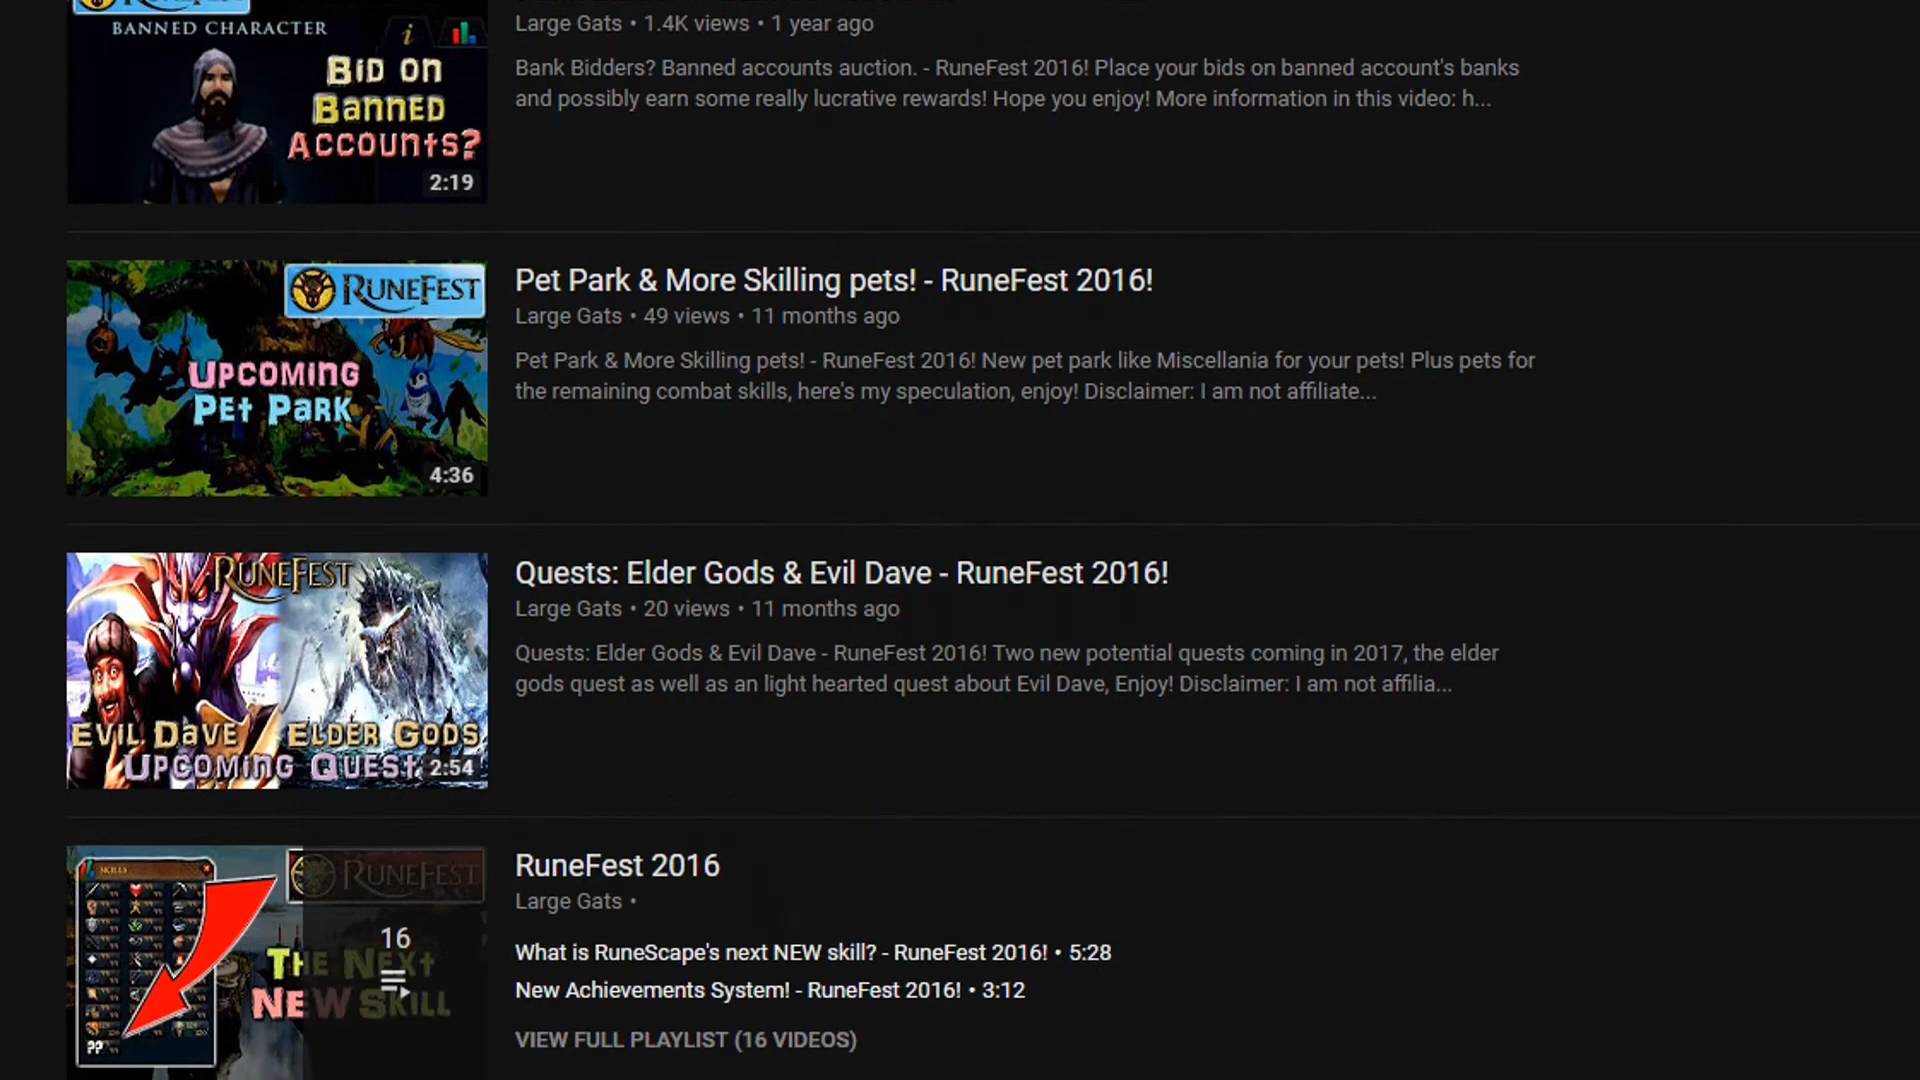 BANNED CHARACTER
BID ON
BANNED
ACCOUNTS?
2:19
Large Gats • 1.4K views • 1 year ago
Bank Bidders? Banned accounts auction. - RuneFest 2016! Place your bids on banned account's banks
and possibly earn some really lucrative rewards! Hope you enjoy! More information in this video: h...
RUNEFEST
UPCOMING
PET PARK
4:36
Pet Park & More Skilling pets! - RuneFest 2016!
Large Gats • 49 views • 11 months ago
Pet Park & More Skilling pets! - RuneFest 2016! New pet park like Miscellania for your pets! Plus pets for
the remaining combat skills, here's my speculation, enjoy! Disclaimer: I am not affiliate...
RUNEFEST
EVIL DAVE ELDER GODS
UPCOMING QUESTS
2:54
Quests: Elder Gods & Evil Dave - RuneFest 2016!
Large Gats • 20 views • 11 months ago
Quests: Elder Gods & Evil Dave - RuneFest 2016! Two new potential quests coming in 2017, the elder
gods quest as well as an light hearted quest about Evil Dave, Enjoy! Disclaimer: I am not affilia...
SKILLS
RUNEFEST
16
THE NEXT
NEW SKILL
??
RuneFest 2016
Large Gats •
What is RuneScape's next NEW skill? - RuneFest 2016! • 5:28
New Achievements System! - RuneFest 2016! • 3:12
VIEW FULL PLAYLIST (16 VIDEOS)